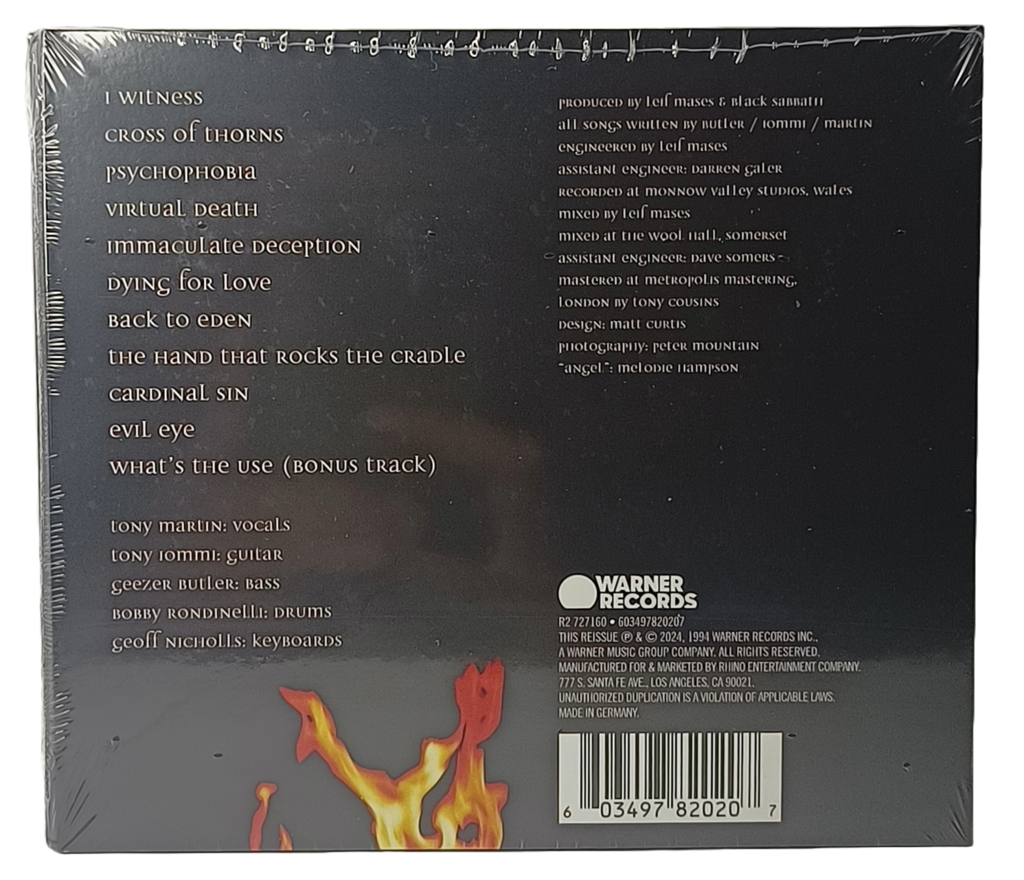 I WITNESS
CROSS OF THORNS
PSYCHOPHOBIA
VIRTUAL DEATH
IMMACULATE DECEPTION
DYING FOR LOVE
BACK TO EDEN
THE HAND THAT ROCKS THE CRADLE
CARDINAL SIN
EVIL EYE
WHAT'S THE USE (BONUS TRACK)
TONY MARTIN: VOCALS
TONY IOMMI: GUITAR
GEEZER BUTLER: BASS
BOBBY RONDINELLI: DRUMS
GEOFF NICHOLLS: KEYBOARDS
PRODUCED BY LEIF MASES & BLACK SABBATH
ALL SONGS WRITTEN BY BUTLER / IOMMI / MARTIN
ENGINEERED BY LEIF MASES
ASSISTANT ENGINEER: DARREN GALER
RECORDED AT MONNOW VALLEY STUDIOS, WALES
MIXED BY LEIF MASES
MIXED AT THE WOOL HALL, SOMERSET
ASSISTANT ENGINEER: DAVE SOMERS
MASTERED AT METROPOLIS MASTERING,
LONDON BY TONY COUSINS
DESIGN: MATT CURTIS
PHOTOGRAPHY: PETER MOUNTAIN
"ANGEL": MELODIE HAMPSON
WARNER
RECORDS
R2 727160 • 603497820207
THIS REISSUE ℗ & © 2024, 1994 WARNER RECORDS INC.,
A WARNER MUSIC GROUP COMPANY. ALL RIGHTS RESERVED.
MANUFACTURED FOR & MARKETED BY RHINO ENTERTAINMENT COMPANY.
777 S. SANTA FE AVE., LOS ANGELES, CA 90021.
UNAUTHORIZED DUPLICATION IS A VIOLATION OF APPLICABLE LAWS.
MADE IN GERMANY.
6 03497 82020 7